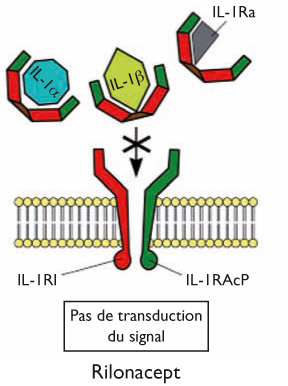 IL-1Ra
IL-1α
IL-1β
IL-1RI
IL-1RAcP
Pas de transduction
du signal
Rilonacept